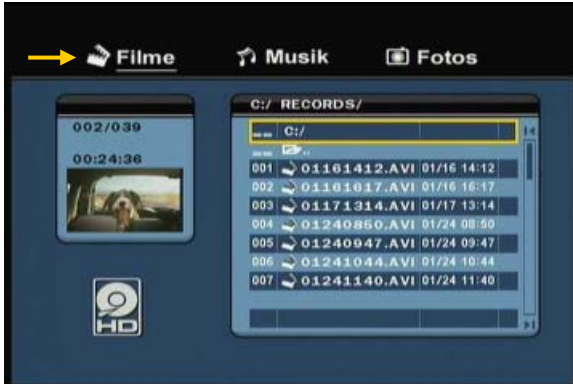 Filme Musik Fotos
C:/ RECORDS/
002/039
00:24:36
C:/
..
001 01161412.AVI 01/16 14:12
002 01161617.AVI 01/16 16:17
003 01171314.AVI 01/17 13:14
004 01240850.AVI 01/24 08:50
005 01240947.AVI 01/24 09:47
006 01241044.AVI 01/24 10:44
007 01241140.AVI 01/24 11:40
HD